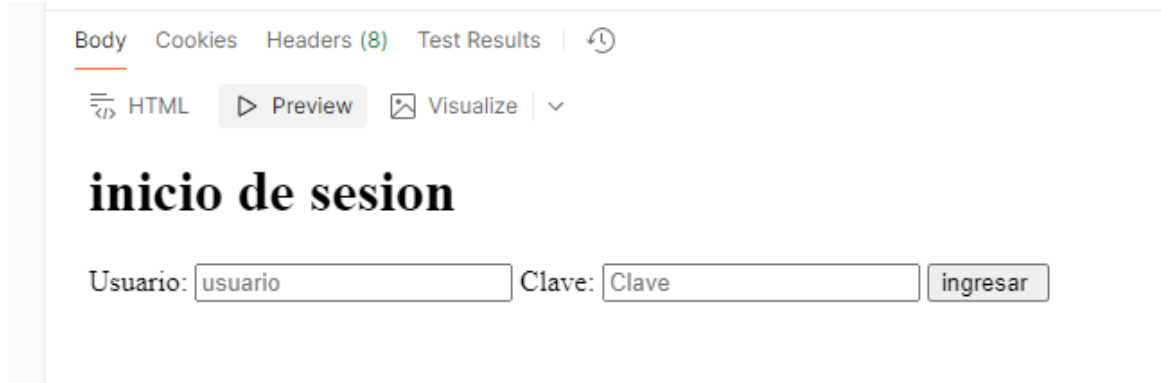 Body Cookies Headers (8) Test Results
HTML Preview Visualize
inicio de sesion
Usuario: usuario Clave: Clave ingresar